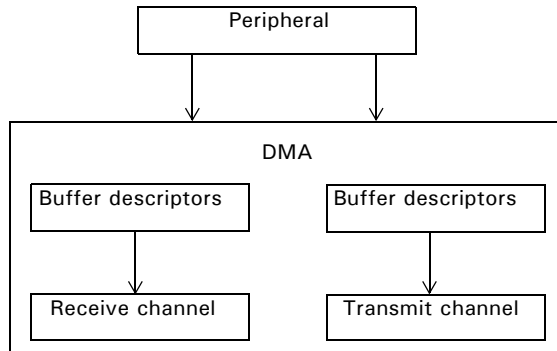 Peripheral
DMA
Buffer descriptors
Buffer descriptors
Receive channel
Transmit channel